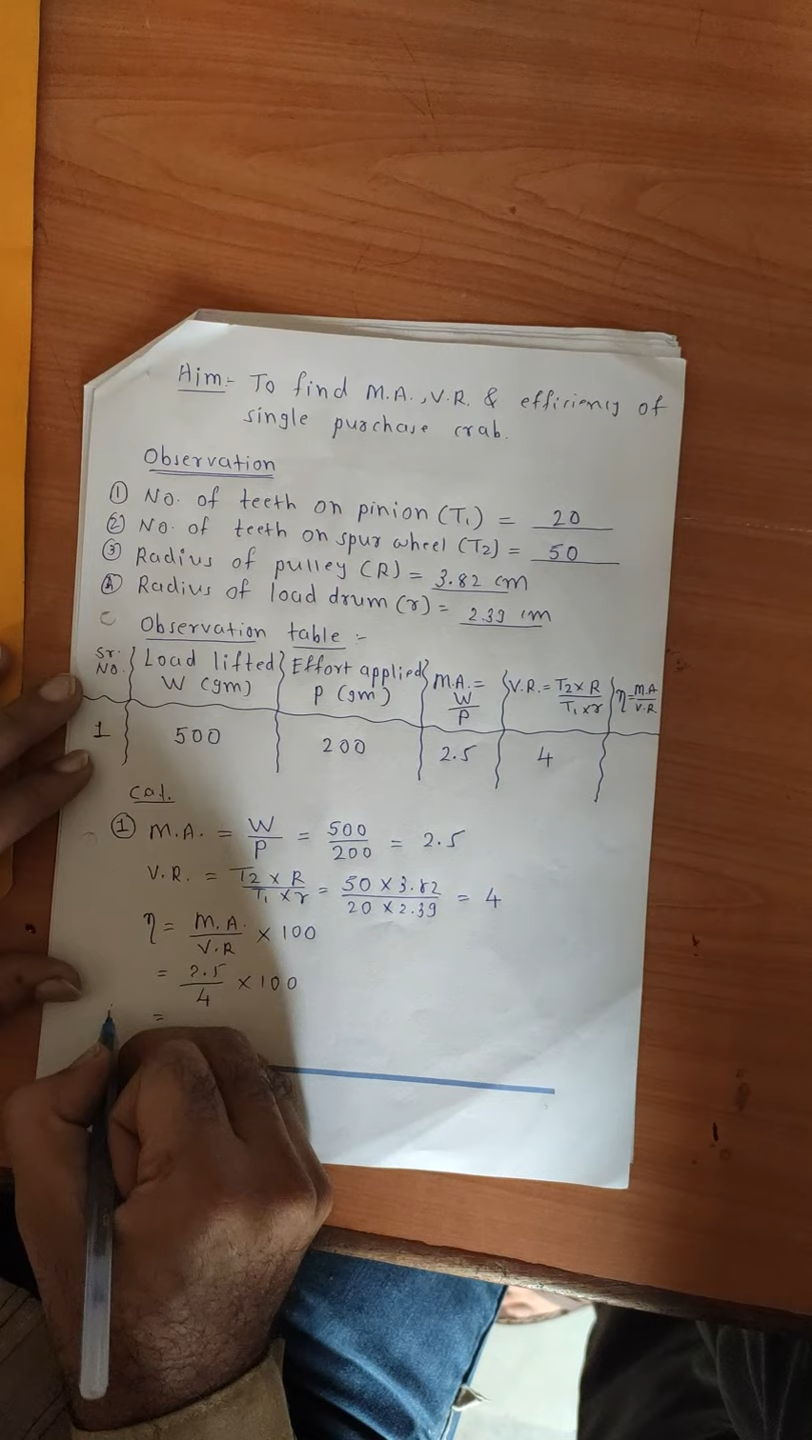 Aim:- To find M.A., V.R. & efficiency of
single purchase crab.
Observation
① No. of teeth on pinion (T₁) = 20
② No. of teeth on spur wheel (T2) = 50
③ Radius of pulley (R) = 3.82 cm
④ Radius of load drum (r) = 2.39 cm
Observation table :-
Sr. No. Load lifted W (gm) Effort applied P (gm) M.A. = W/P V.R. = T2 x R / T₁ x r η = M.A / V.R.
1 500 200 2.5 4
Cal.
① M.A. = W/P = 500/200 = 2.5
V.R. = T2 x R / T₁ x r = 50 x 3.82 / 20 x 2.39 = 4
η = M.A. / V.R x 100
= 2.5/4 x 100
=